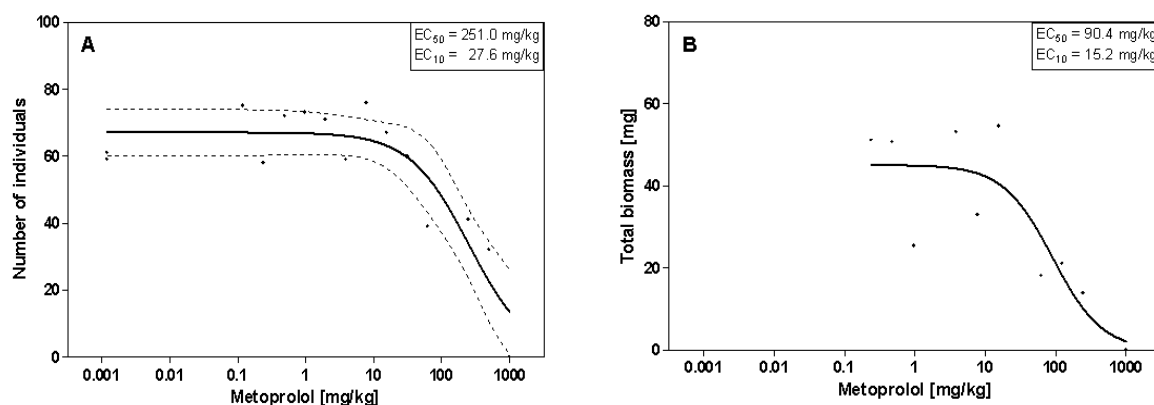 A
EC50 = 251.0 mg/kg
EC10 = 27.6 mg/kg
Number of individuals
100
80
60
40
20
0
0.001 0.01 0.1 1 10 100 1000
Metoprolol [mg/kg]
B
EC50 = 90.4 mg/kg
EC10 = 15.2 mg/kg
Total biomass [mg]
80
60
40
20
0
0.001 0.01 0.1 1 10 100 1000
Metoprolol [mg/kg]